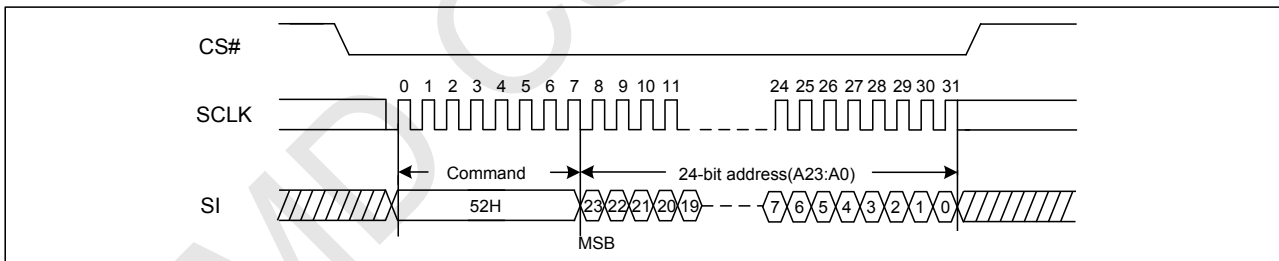 CS#
0 1 2 3 4 5 6 7 8 9 10 11 24 25 26 27 28 29 30 31
SCLK
Command 24-bit address(A23:A0)
SI 52H 23 22 21 20 19 7 6 5 4 3 2 1 0
MSB